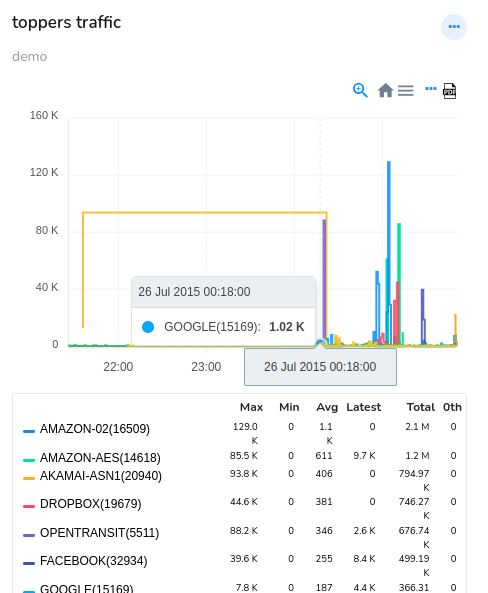 toppers traffic
demo
PDF
160 K
120 K
80 K
40 K
0
26 Jul 2015 00:18:00
GOOGLE(15169): 1.02 K
22:00
23:00
26 Jul 2015 00:18:00
Max Min Avg Latest Total 0th
AMAZON-02(16509) 129.0 K 0 1.1 K 0 2.1 M 0
AMAZON-AES(14618) 85.5 K 0 611 9.7 K 1.2 M 0
AKAMAI-ASN1(20940) 93.8 K 0 406 0 794.97 K 0
DROPBOX(19679) 44.6 K 0 381 0 746.27 K 0
OPENTRANSIT(5511) 88.2 K 0 346 2.6 K 676.74 K 0
FACEBOOK(32934) 39.6 K 0 255 8.4 K 499.19 K 0
GOOGLE(15169) 7.8 K 0 187 4.4 K 366.31 0